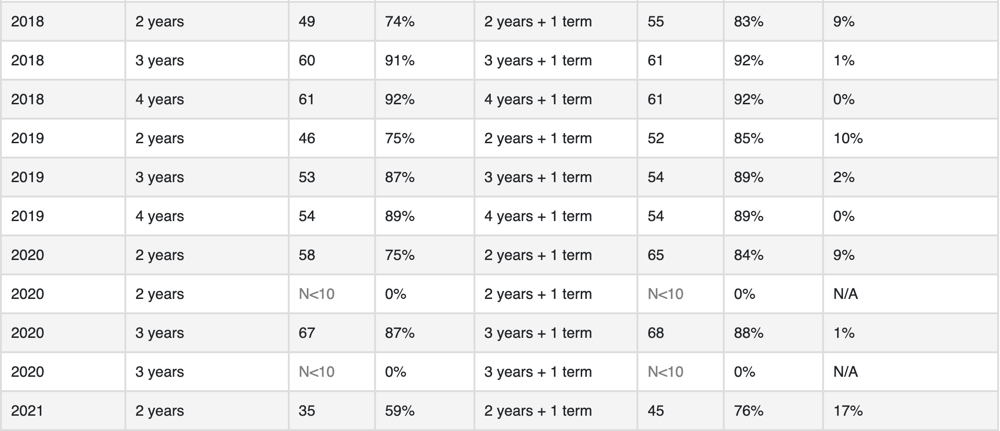 2018 2 years 49 74% 2 years + 1 term 55 83% 9%
2018 3 years 60 91% 3 years + 1 term 61 92% 1%
2018 4 years 61 92% 4 years + 1 term 61 92% 0%
2019 2 years 46 75% 2 years + 1 term 52 85% 10%
2019 3 years 53 87% 3 years + 1 term 54 89% 2%
2019 4 years 54 89% 4 years + 1 term 54 89% 0%
2020 2 years 58 75% 2 years + 1 term 65 84% 9%
2020 2 years N<10 0% 2 years + 1 term N<10 0% N/A
2020 3 years 67 87% 3 years + 1 term 68 88% 1%
2020 3 years N<10 0% 3 years + 1 term N<10 0% N/A
2021 2 years 35 59% 2 years + 1 term 45 76% 17%